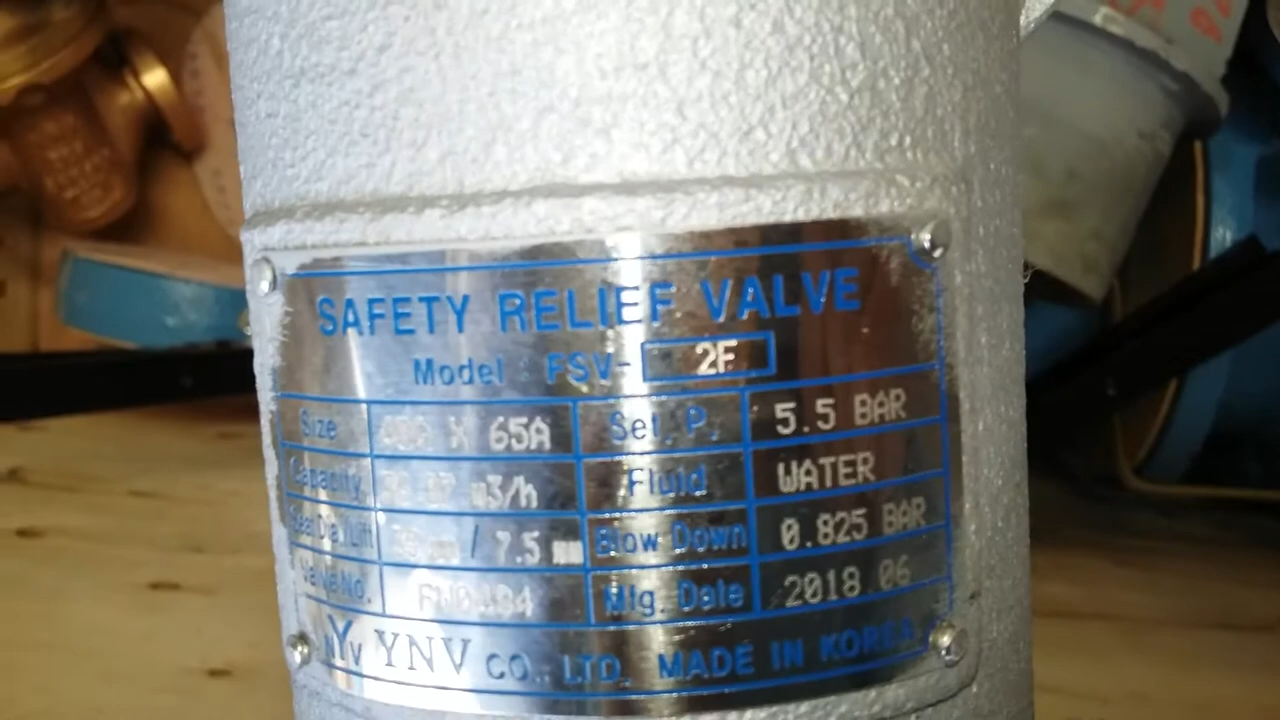 SAFETY RELIEF VALVE
Model : FSV- 2F
Size X 65A Set. P. 5.5 BAR
Capacity m3/h Fluid WATER
Seat Dia/Lift / 7.5 mm Blow Down 0.825 BAR
Valve No. Mfg. Date 2018.06
NYV YNV CO., LTD. MADE IN KOREA